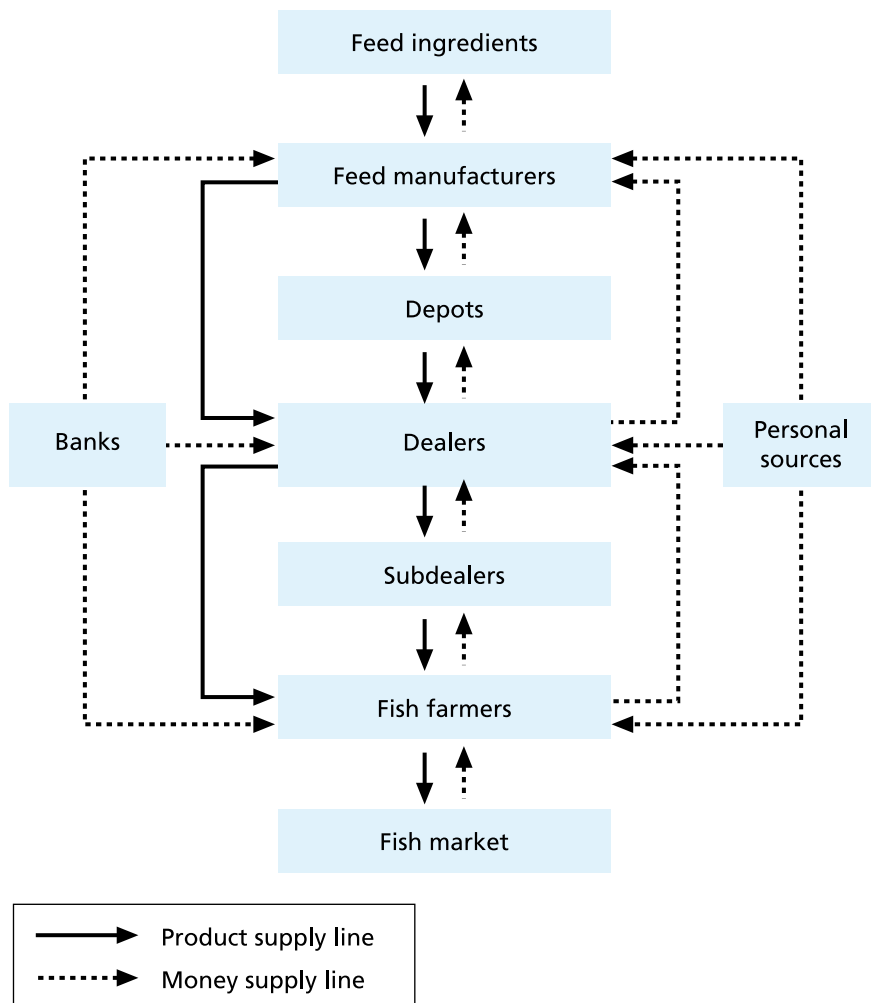 Feed ingredients
Feed manufacturers
Depots
Banks
Dealers
Personal
sources
Subdealers
Fish farmers
Fish market
Product supply line
Money supply line